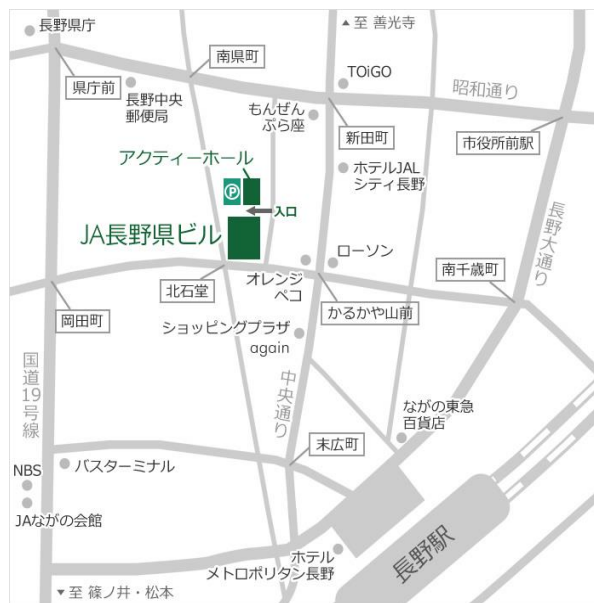 長野県庁
▲至 善光寺
南県町
TOiGO
県庁前
長野中央
郵便局
昭和通り
もんぜん
ぷら座
新田町
市役所前駅
アクティーホール
ホテルJAL
シティ長野
P
入口
JA長野県ビル
長野大通り
ローソン
南千歳町
北石堂
オレンジ
ペコ
岡田町
かるかや山前
ショッピングプラザ
again
国道19号線
中央通り
ながの東急
百貨店
末広町
バスターミナル
NBS
JAながの会館
ホテル
メトロポリタン長野
長野駅
▼至 篠ノ井・松本